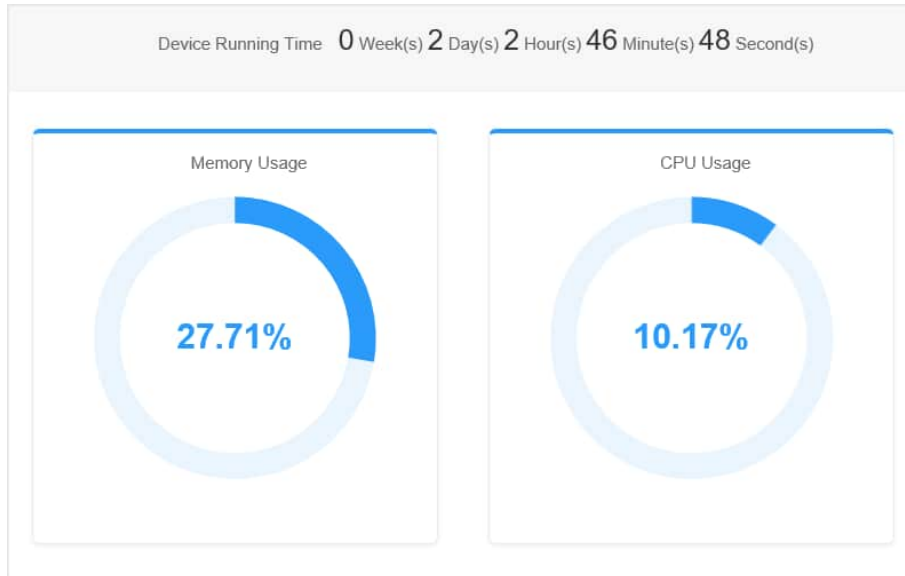 Device Running Time 0 Week(s) 2 Day(s) 2 Hour(s) 46 Minute(s) 48 Second(s)
Memory Usage
CPU Usage
27.71%
10.17%